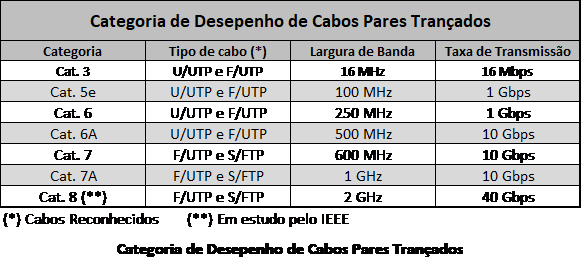 Categoria de Desepenho de Cabos Pares Trançados
Categoria Tipo de cabo (*) Largura de Banda Taxa de Transmissão
Cat. 3 U/UTP e F/UTP 16 MHz 16 Mbps
Cat. 5e U/UTP e F/UTP 100 MHz 1 Gbps
Cat. 6 U/UTP e F/UTP 250 MHz 1 Gbps
Cat. 6A U/UTP e F/UTP 500 MHz 10 Gbps
Cat. 7 F/UTP e S/FTP 600 MHz 10 Gbps
Cat. 7A F/UTP e S/FTP 1 GHz 10 Gbps
Cat. 8 (**) F/UTP e S/FTP 2 GHz 40 Gbps
(*) Cabos Reconhecidos (**) Em estudo pelo IEEE
Categoria de Desepenho de Cabos Pares Trançados